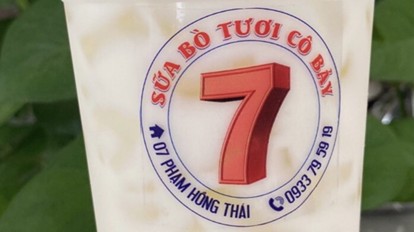 SỮA BÒ TƯƠI CÔ BẢY
7
07 PHẠM HỒNG THÁI
0933 79 59 19